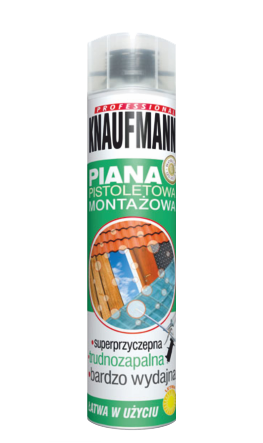 PROFESSIONAL
KNAUFMANN
PIANA
PISTOLETOWA
MONTAŻOWA
•superprzyczepna
•trudnozapalna
•bardzo wydajna
ŁATWA W UŻYCIU